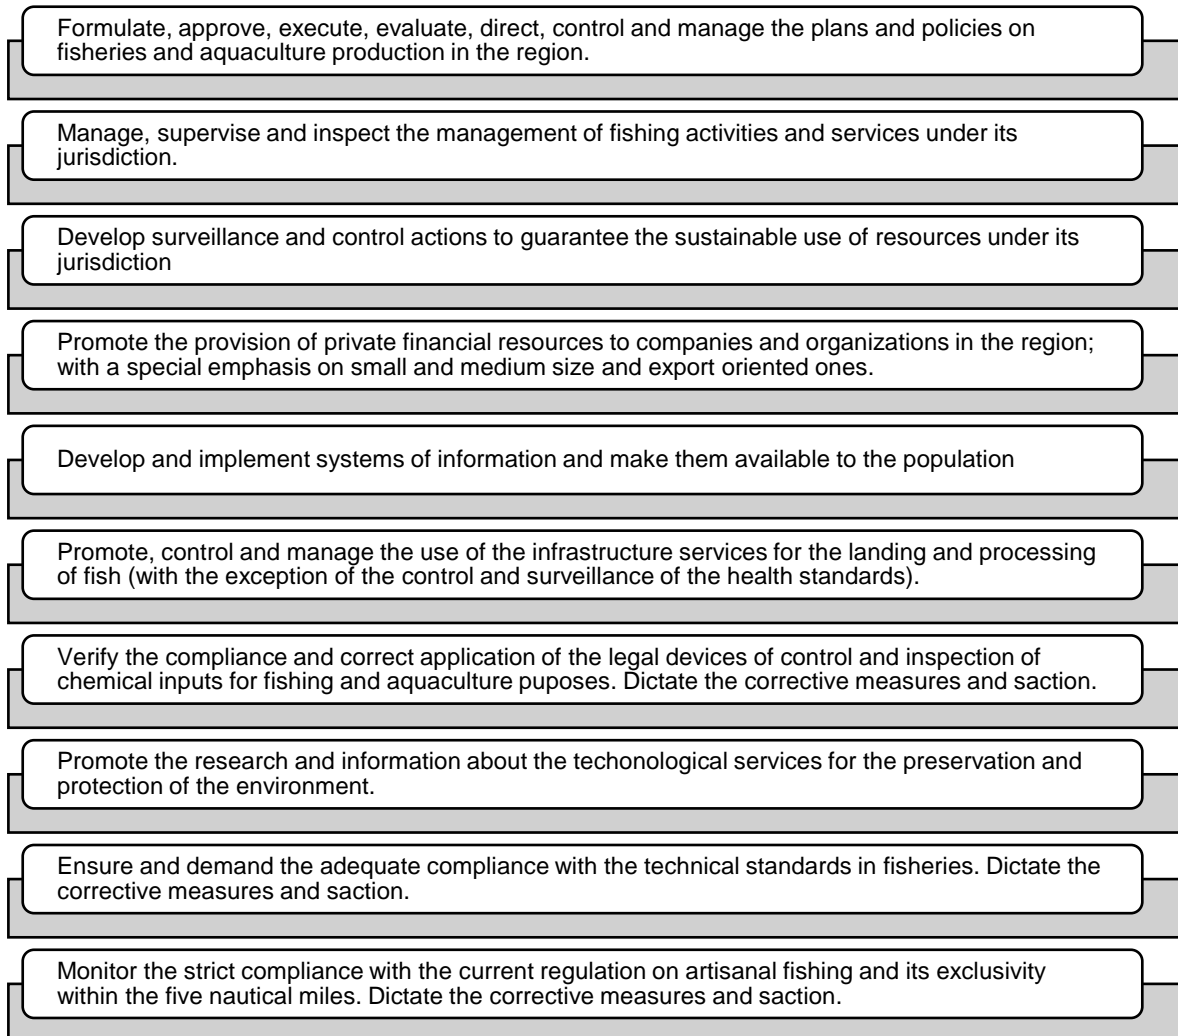 Formulate, approve, execute, evaluate, direct, control and manage the plans and policies on
fisheries and aquaculture production in the region.
Manage, supervise and inspect the management of fishing activities and services under its
jurisdiction.
Develop surveillance and control actions to guarantee the sustainable use of resources under its
jurisdiction
Promote the provision of private financial resources to companies and organizations in the region;
with a special emphasis on small and medium size and export oriented ones.
Develop and implement systems of information and make them available to the population
Promote, control and manage the use of the infrastructure services for the landing and processing
of fish (with the exception of the control and surveillance of the health standards).
Verify the compliance and correct application of the legal devices of control and inspection of
chemical inputs for fishing and aquaculture puposes. Dictate the corrective measures and saction.
Promote the research and information about the techonological services for the preservation and
protection of the environment.
Ensure and demand the adequate compliance with the technical standards in fisheries. Dictate the
corrective measures and saction.
Monitor the strict compliance with the current regulation on artisanal fishing and its exclusivity
within the five nautical miles. Dictate the corrective measures and saction.